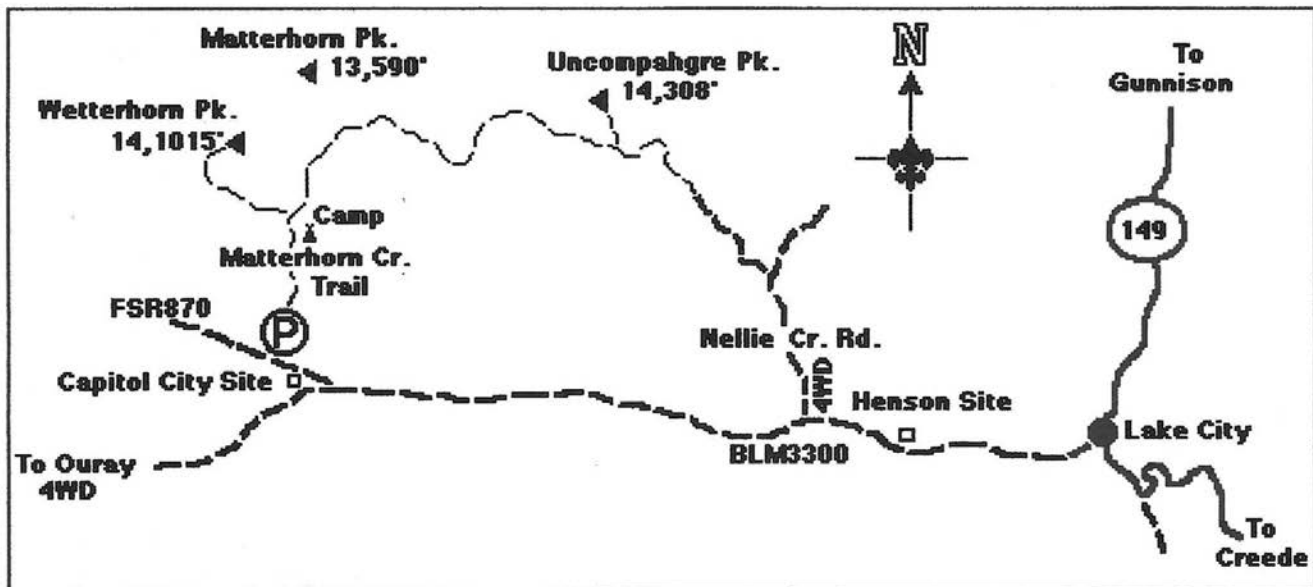 Matterhorn Pk.
13,590'
Uncompahgre Pk.
14,308'
N
To
Gunnison
Wetterhorn Pk.
14,1015'
149
Camp
Matterhorn Cr.
Trail
FSR870
P
Nellie Cr. Rd.
Capitol City Site
4WD
Henson Site
Lake City
BLM3300
To Ouray
4WD
To
Creede